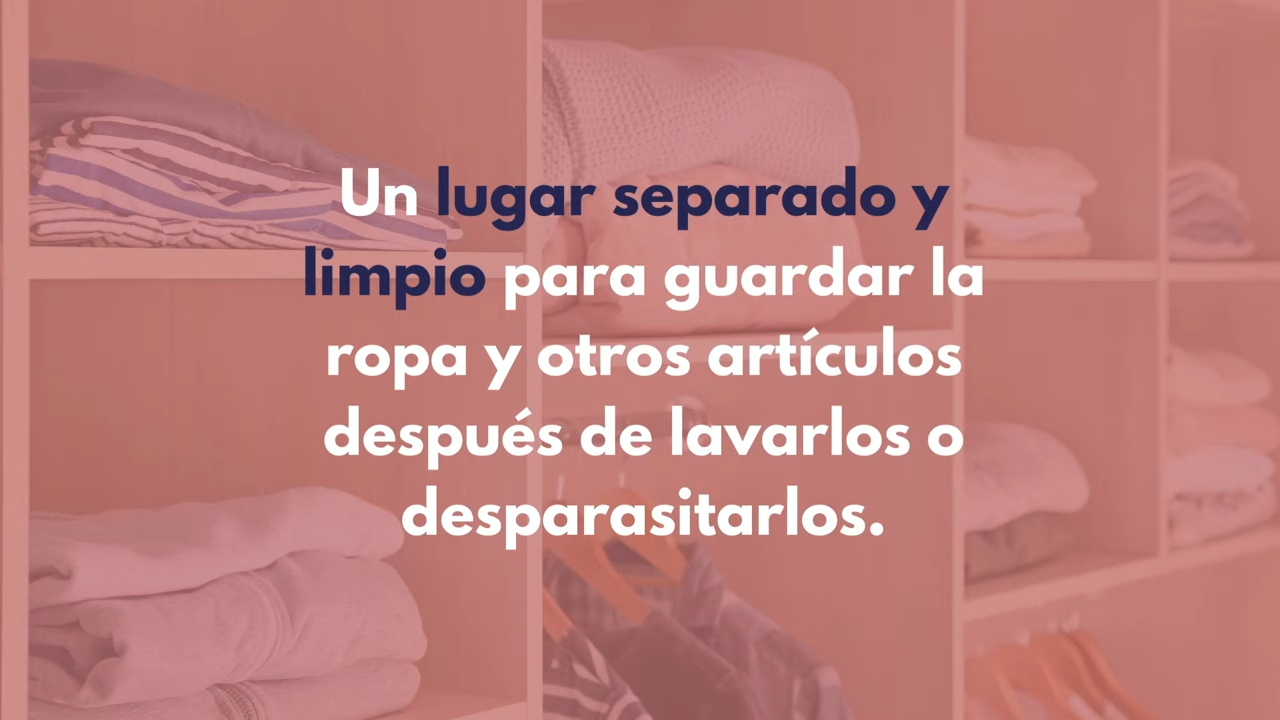 Un lugar separado y
limpio para guardar la
ropa y otros artículos
después de lavarlos o
desparasitarlos.